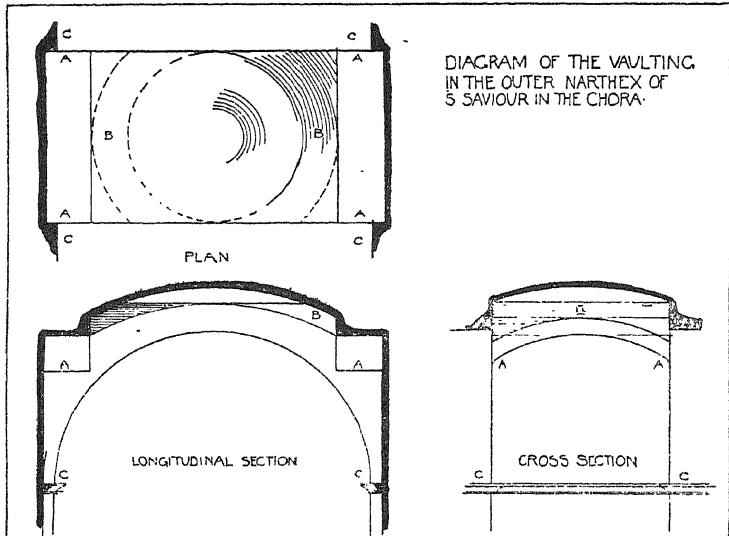 C C
A A
DIAGRAM OF THE VAULTING
IN THE OUTER NARTHEX OF
S SAVIOUR IN THE CHORA.
B B
A A
C C
PLAN
B
B
A A
A A
LONGITUDINAL SECTION
CROSS SECTION
C C
C C